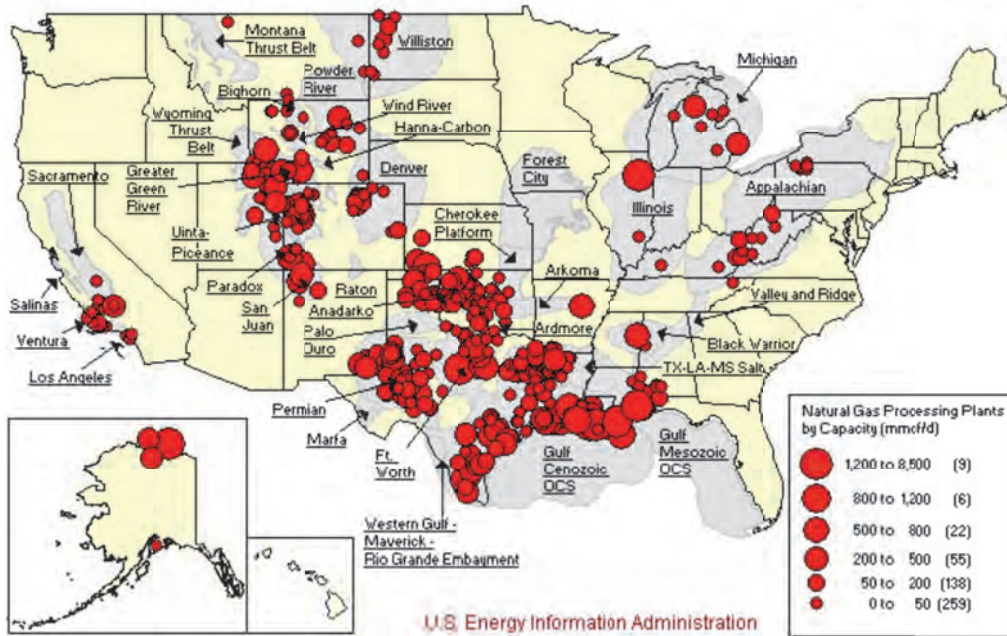 Montana
Thrust Belt
Williston
Powder
River
Michigan
Bighorn
Wyoming
Thrust
Belt
Wind River
Hanna-Carbon
Sacramento
Greater
Green
River
Denver
Forest
City
Illinois
Appalachian
Cherokee
Platform
Uinta-
Piceance
Paradox
San
Juan
Raton
Anadarko
Palo
Duro
Arkoma
Ardmore
Valley and Ridge
Black Warrior
TX-LA-MS Salt
Salinas
Ventura
Los Angeles
Permian
Marfa
Ft.
Worth
Gulf
Cenozoic
OCS
Gulf
Mesozoic
OCS
Western Gulf -
Maverick -
Rio Grande Embayment
Natural Gas Processing Plants
by Capacity (mmcf/d)
1,200 to 8,500 (9)
800 to 1,200 (6)
500 to 800 (22)
200 to 500 (55)
50 to 200 (138)
0 to 50 (259)
U.S. Energy Information Administration